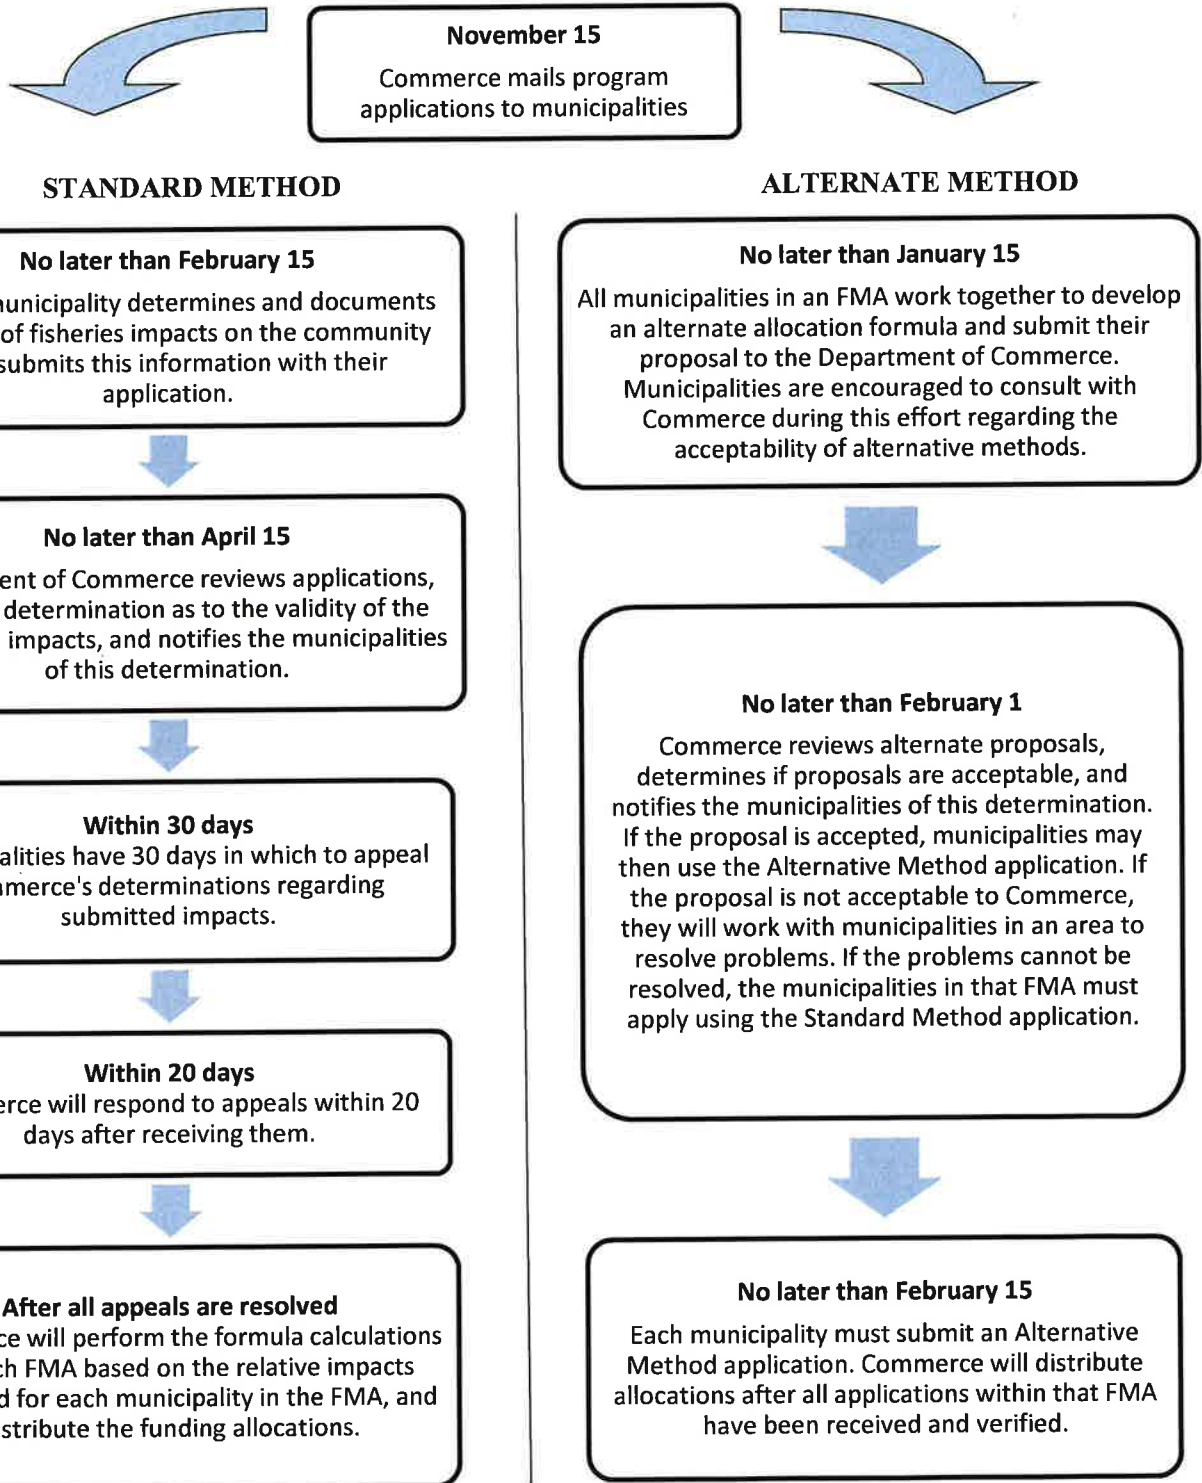 November 15
Commerce mails program
applications to municipalities
STANDARD METHOD
No later than February 15
municipality determines and documents
of fisheries impacts on the community
submits this information with their
application.
No later than April 15
ent of Commerce reviews applications,
determination as to the validity of the
impacts, and notifies the municipalities
of this determination.
Within 30 days
alities have 30 days in which to appeal
merce's determinations regarding
submitted impacts.
Within 20 days
erce will respond to appeals within 20
days after receiving them.
After all appeals are resolved
ce will perform the formula calculations
ch FMA based on the relative impacts
d for each municipality in the FMA, and
stribute the funding allocations.
ALTERNATE METHOD
No later than January 15
All municipalities in an FMA work together to develop
an alternate allocation formula and submit their
proposal to the Department of Commerce.
Municipalities are encouraged to consult with
Commerce during this effort regarding the
acceptability of alternative methods.
No later than February 1
Commerce reviews alternate proposals,
determines if proposals are acceptable, and
notifies the municipalities of this determination.
If the proposal is accepted, municipalities may
then use the Alternative Method application. If
the proposal is not acceptable to Commerce,
they will work with municipalities in an area to
resolve problems. If the problems cannot be
resolved, the municipalities in that FMA must
apply using the Standard Method application.
No later than February 15
Each municipality must submit an Alternative
Method application. Commerce will distribute
allocations after all applications within that FMA
have been received and verified.